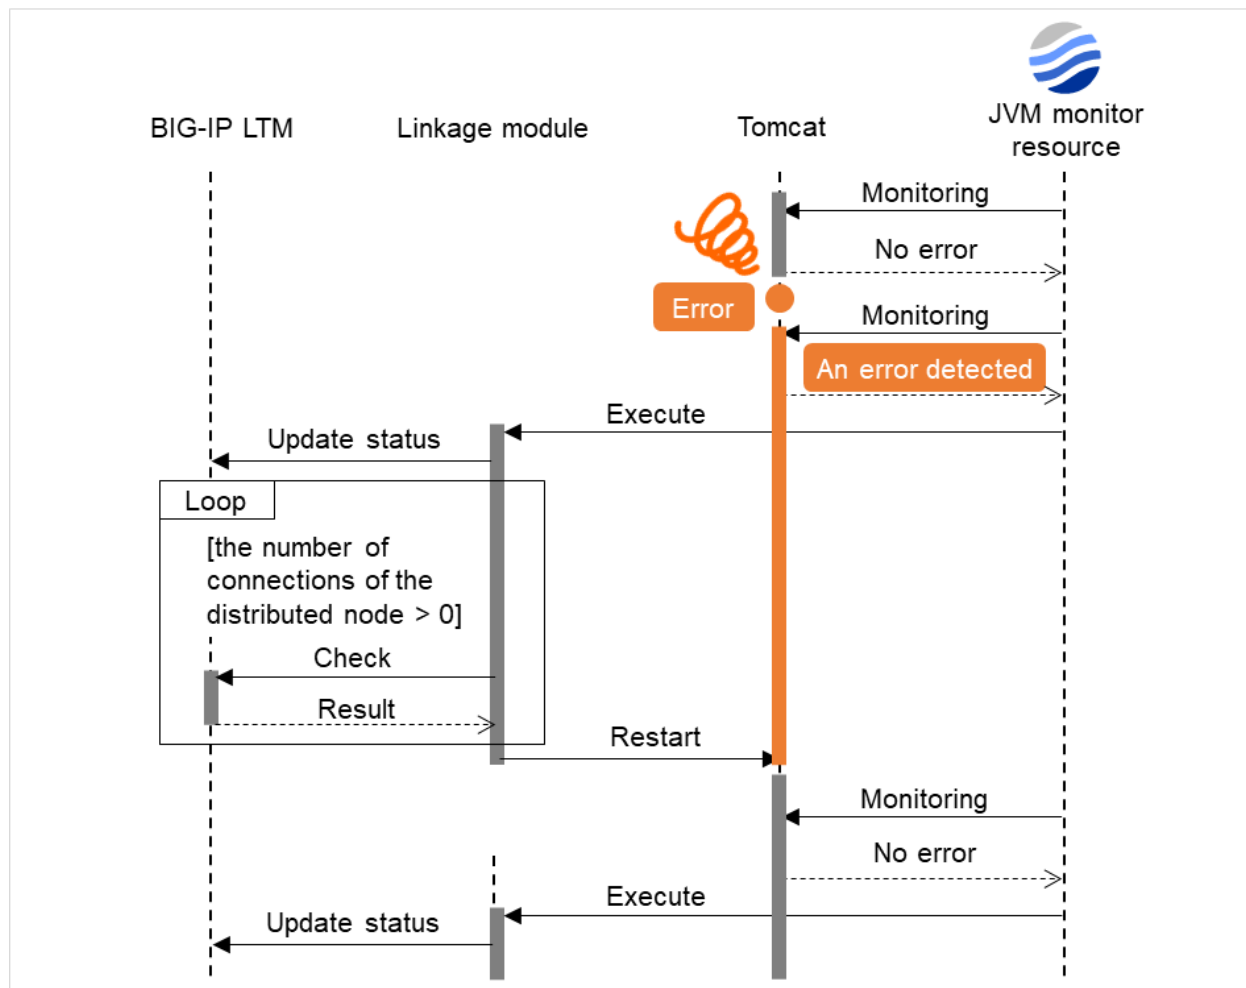 BIG-IP LTM
Linkage module
Tomcat
JVM monitor
resource
Monitoring
No error
Error
Monitoring
An error detected
Execute
Update status
Loop
[the number of
connections of the
distributed node > 0]
Check
Result
Restart
Monitoring
No error
Execute
Update status